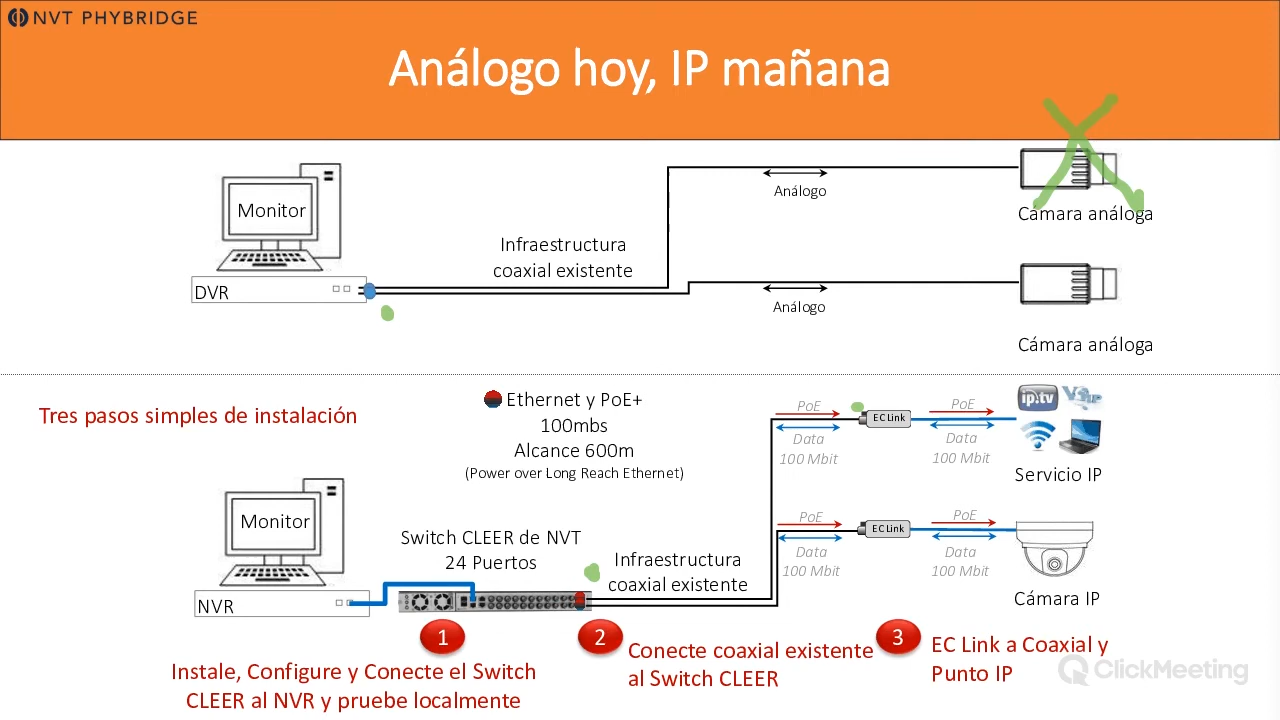 NVT PHYBRIDGE
Análogo hoy, IP mañana
Monitor
DVR
Infraestructura
coaxial existente
Análogo
Cámara análoga
Análogo
Cámara análoga
Tres pasos simples de instalación
Ethernet y PoE+
100mbs
Alcance 600m
(Power over Long Reach Ethernet)
PoE
Data
100 Mbit
EC Link
PoE
Data
100 Mbit
ip.tv
VoIP
Servicio IP
Monitor
NVR
Switch CLEER de NVT
24 Puertos
Infraestructura
coaxial existente
PoE
Data
100 Mbit
EC Link
PoE
Data
100 Mbit
Cámara IP
1
Instale, Configure y Conecte el Switch
CLEER al NVR y pruebe localmente
2
Conecte coaxial existente
al Switch CLEER
3
EC Link a Coaxial y
Punto IP
ClickMeeting